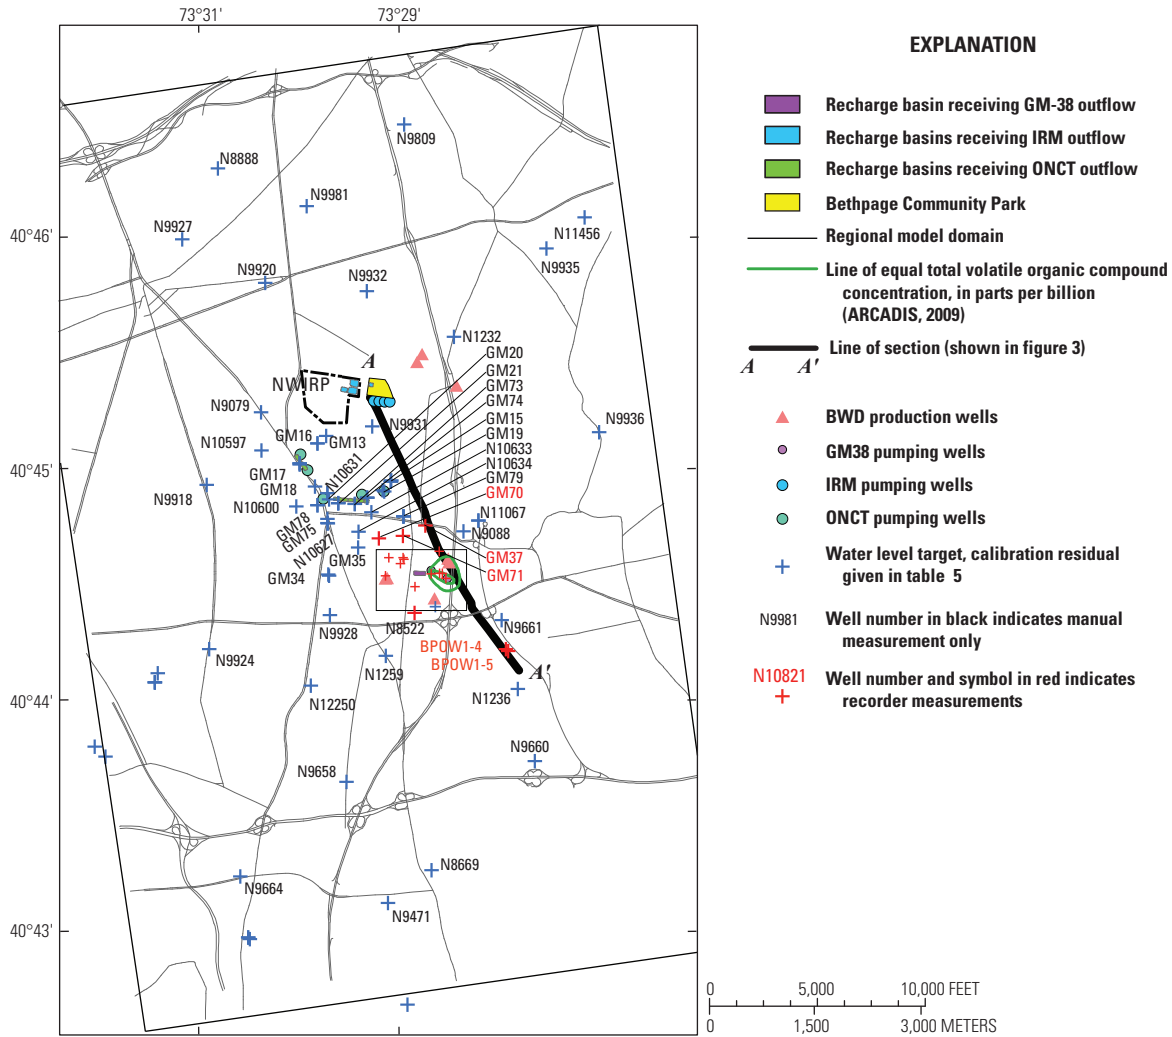 73°31'
73°29'
40°46'
40°45'
40°44'
40°43'
N9809
N8888
N9981
N9927
N11456
N9935
N9920
N9932
N1232
A
GM20
GM21
GM73
GM74
GM15
GM19
N10633
N10634
GM79
GM70
NWIRP
N9079
N9931
N9936
GM16
GM13
N10597
N10631
GM17
GM18
N9918
N10600
N11067
N9088
GM78
GM75
N10627
GM35
GM37
GM71
GM34
N9928
N8522
N9661
BPOW1-4
BPOW1-5
N9924
N1259
A'
N1236
N12250
N9660
N9658
N8669
N9664
N9471
EXPLANATION
Recharge basin receiving GM-38 outflow
Recharge basins receiving IRM outflow
Recharge basins receiving ONCT outflow
Bethpage Community Park
Regional model domain
Line of equal total volatile organic compound
concentration, in parts per billion
(ARCADIS, 2009)
Line of section (shown in figure 3)
A A'
BWD production wells
GM38 pumping wells
IRM pumping wells
ONCT pumping wells
Water level target, calibration residual
given in table 5
N9981 Well number in black indicates manual
measurement only
N10821 Well number and symbol in red indicates
recorder measurements
0 5,000 10,000 FEET
0 1,500 3,000 METERS